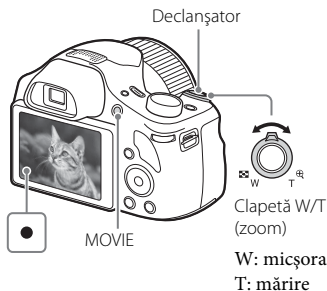 Declanşator
W
T
MOVIE
Clapetă W/T
(zoom)
W: micşora
T: mărire